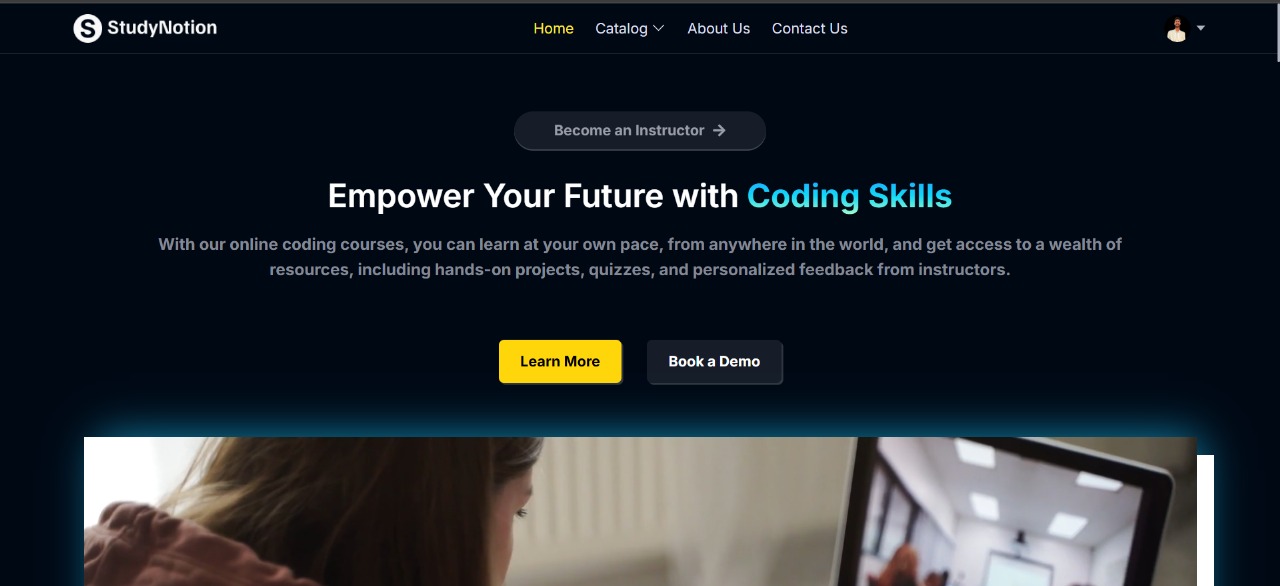 StudyNotion
Home
Catalog
About Us
Contact Us
Become an Instructor
Empower Your Future with Coding Skills
With our online coding courses, you can learn at your own pace, from anywhere in the world, and get access to a wealth of
resources, including hands-on projects, quizzes, and personalized feedback from instructors.
Learn More
Book a Demo